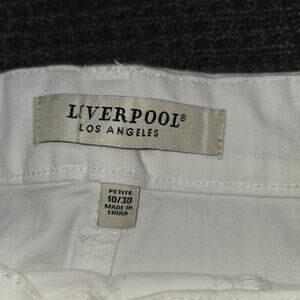 LIVERPOOL®
LOS ANGELES
PETITE
10/30
MADE IN
CHINA